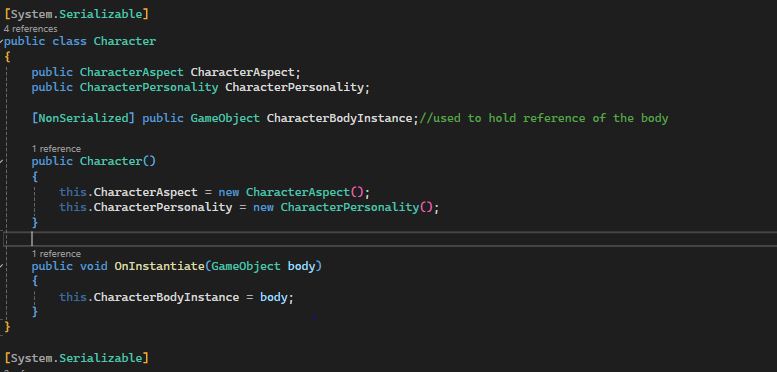 [System.Serializable]
4 references
public class Character
{
public CharacterAspect CharacterAspect;
public CharacterPersonality CharacterPersonality;
[NonSerialized] public GameObject CharacterBodyInstance;//used to hold reference of the body
1 reference
public Character()
{
this.CharacterAspect = new CharacterAspect();
this.CharacterPersonality = new CharacterPersonality();
}
1 reference
public void OnInstantiate(GameObject body)
{
this.CharacterBodyInstance = body;
}
}
[System.Serializable]